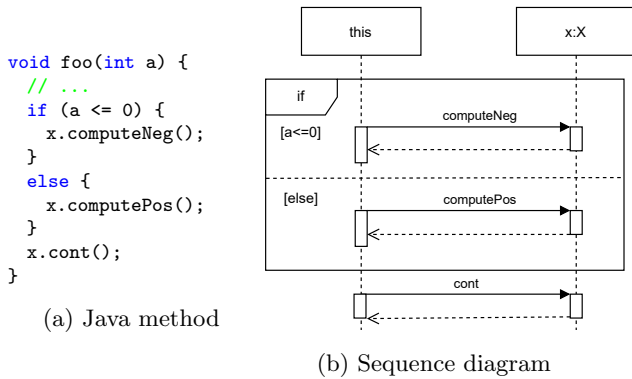 void foo(int a) {
// ...
if (a <= 0) {
x.computeNeg();
}
else {
x.computePos();
}
x.cont();
}
(a) Java method
this
x:X
if
[a<=0]
computeNeg
[else]
computePos
cont
(b) Sequence diagram